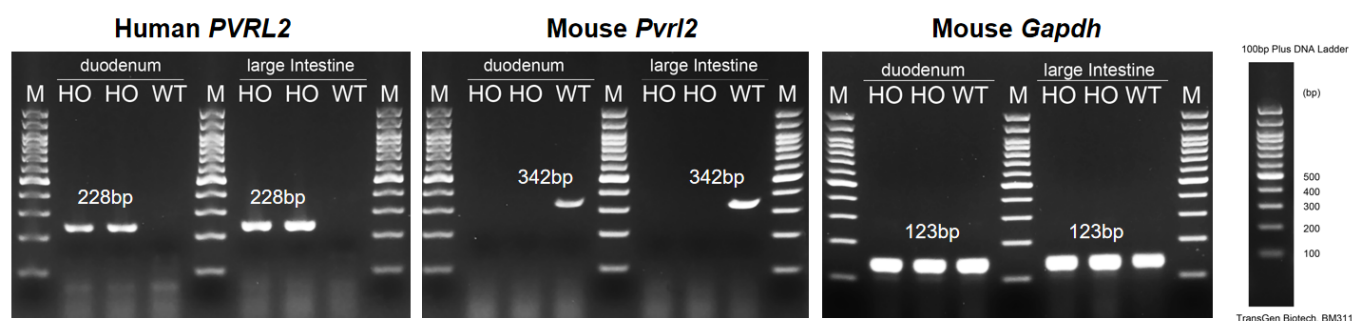 Human PVRL2
Mouse Pvrl2
Mouse Gapdh
duodenum
large Intestine
M HO HO WT M HO HO WT M
228bp
228bp
duodenum
large Intestine
HO HO WT M HO HO WT M
342bp
342bp
duodenum
large Intestine
M HO HO WT M HO HO WT M
123bp
123bp
100bp Plus DNA Ladder
(bp)
500
400
300
200
100
TransGen Biotech, BM311